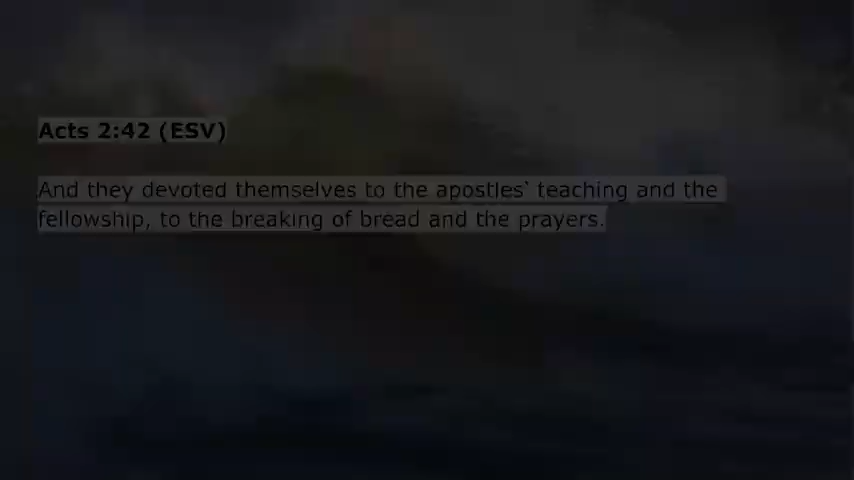 Acts 2:42 (ESV)
And they devoted themselves to the apostles' teaching and the
fellowship, to the breaking of bread and the prayers.